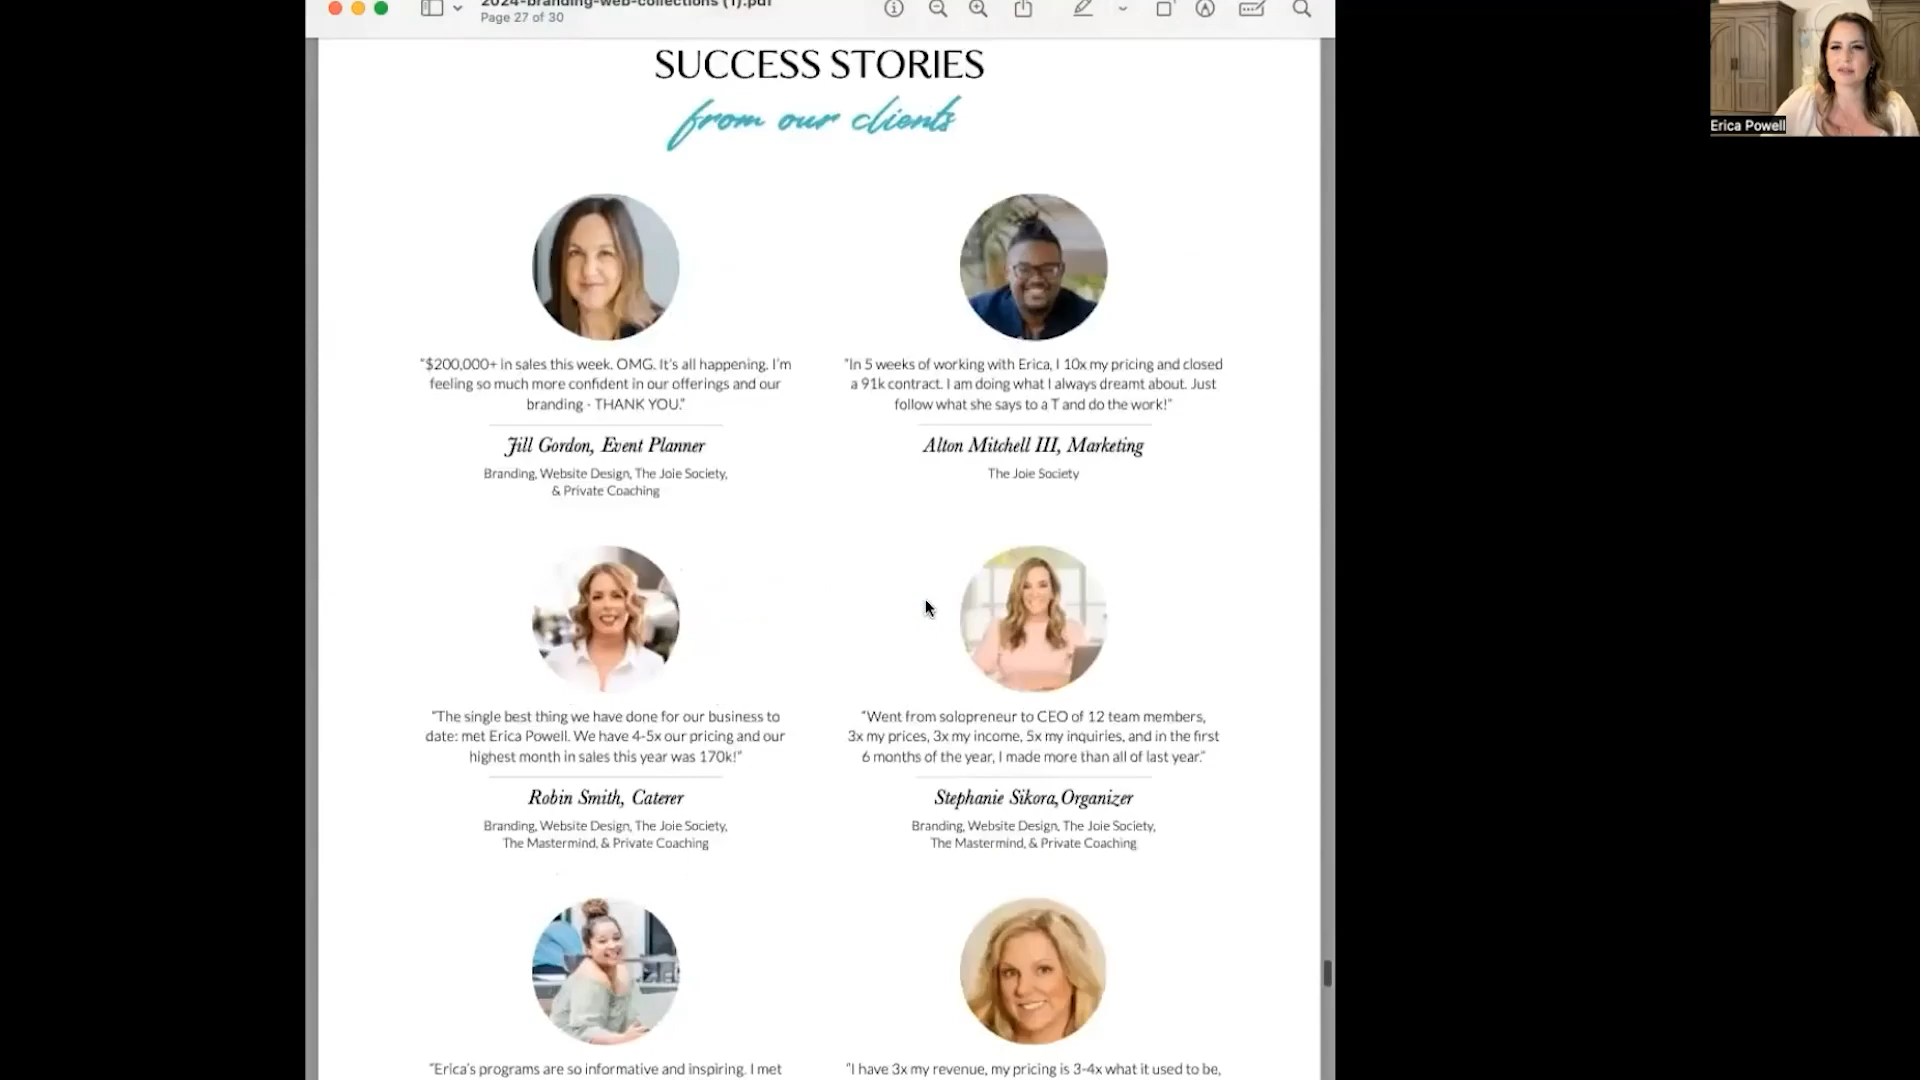 2024-branding-web-collections (1).pdf
Page 27 of 30
Erica Powell
SUCCESS STORIES
from our clients
"$200,000+ in sales this week. OMG. It's all happening. I'm
feeling so much more confident in our offerings and our
branding - THANK YOU."
Jill Gordon, Event Planner
Branding, Website Design, The Joie Society,
& Private Coaching
"In 5 weeks of working with Erica, I 10x my pricing and closed
a 91k contract. I am doing what I always dreamt about. Just
follow what she says to a T and do the work!"
Alton Mitchell III, Marketing
The Joie Society
"The single best thing we have done for our business to
date: met Erica Powell. We have 4-5x our pricing and our
highest month in sales this year was 170k!"
Robin Smith, Caterer
Branding, Website Design, The Joie Society,
The Mastermind, & Private Coaching
"Went from solopreneur to CEO of 12 team members,
3x my prices, 3x my income, 5x my inquiries, and in the first
6 months of the year, I made more than all of last year."
Stephanie Sikora, Organizer
Branding, Website Design, The Joie Society,
The Mastermind, & Private Coaching
"Erica's programs are so informative and inspiring. I met
"I have 3x my revenue, my pricing is 3-4x what it used to be,